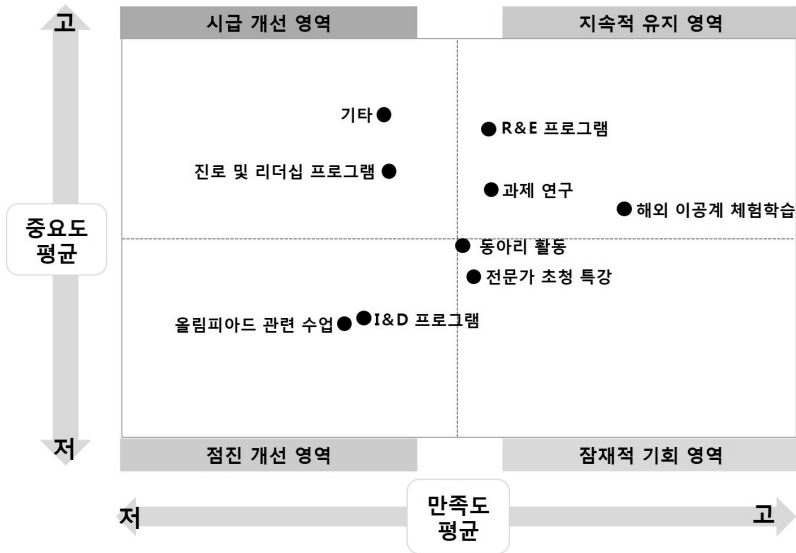 고
시급 개선 영역
지속적 유지 영역
기타
R&E 프로그램
진로 및 리더십 프로그램
과제 연구
해외 이공계 체험학습
중요도
평균
동아리 활동
전문가 초청 특강
올림피아드 관련 수업
I&D 프로그램
저
점진 개선 영역
잠재적 기회 영역
저
만족도
평균
고